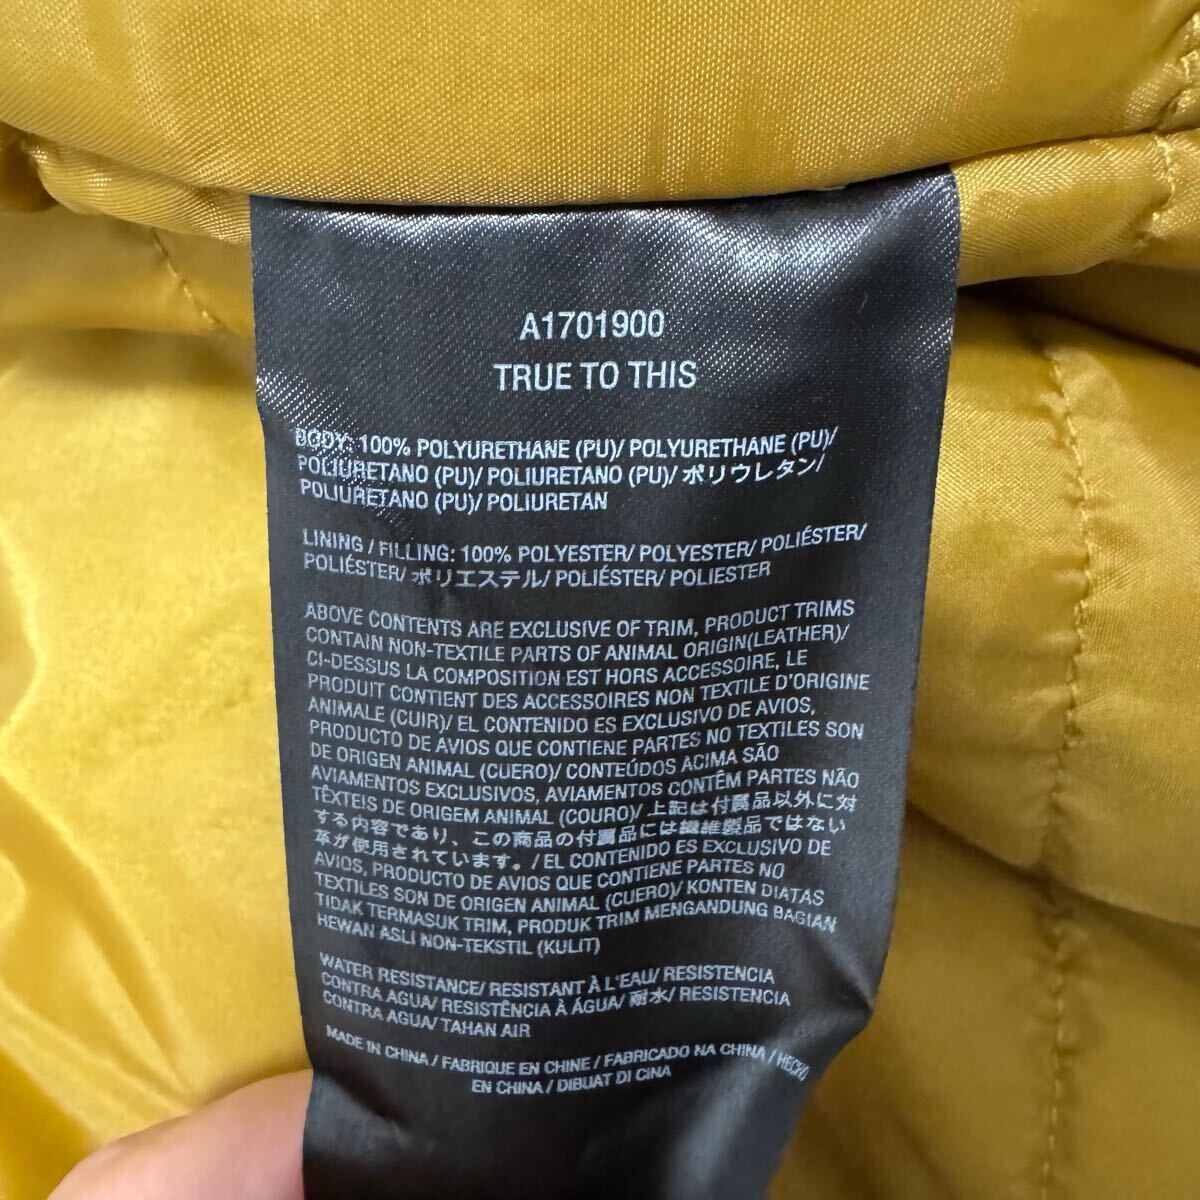 A1701900
TRUE TO THIS
BODY: 100% POLYURETHANE (PU)/ POLYURETHANE (PU)/
POLIURETANO (PU)/ POLIURETANO (PU)/ ポリウレタン/
POLIURETANO (PU)/ POLIURETAN
LINING / FILLING: 100% POLYESTER/ POLYESTER/ POLIÉSTER/
POLIÉSTER/ ポリエステル/ POLIÉSTER/ POLIESTER
ABOVE CONTENTS ARE EXCLUSIVE OF TRIM, PRODUCT TRIMS
CONTAIN NON-TEXTILE PARTS OF ANIMAL ORIGIN(LEATHER)/
CI-DESSUS LA COMPOSITION EST HORS ACCESSOIRE, LE
PRODUIT CONTIENT DES ACCESSOIRES NON TEXTILE D'ORIGINE
ANIMALE (CUIR)/ EL CONTENIDO ES EXCLUSIVO DE AVIOS,
PRODUCTO DE AVIOS QUE CONTIENE PARTES NO TEXTILES SON
DE ORIGEN ANIMAL (CUERO)/ CONTEÚDOS ACIMA SÃO
AVIAMENTOS EXCLUSIVOS, AVIAMENTOS CONTÊM PARTES NÃO
TÊXTEIS DE ORIGEM ANIMAL (COURO)/ 上記は付属品以外に対
する内容であり、この商品の付属品には繊維製品ではない
革が使用されています。/ EL CONTENIDO ES EXCLUSIVO DE
AVIOS, PRODUCTO DE AVIOS QUE CONTIENE PARTES NO
TEXTILES SON DE ORIGEN ANIMAL (CUERO)/ KONTEN DIATAS
TIDAK TERMASUK TRIM, PRODUK TRIM MENGANDUNG BAGIAN
HEWAN ASLI NON-TEKSTIL (KULIT)
WATER RESISTANCE/ RESISTANT À L'EAU/ RESISTENCIA
CONTRA AGUA/ RESISTÊNCIA À ÁGUA/ 耐水/ RESISTENCIA
CONTRA AGUA/ TAHAN AIR
MADE IN CHINA / FABRIQUE EN CHINE / FABRICADO NA CHINA / HECHO
EN CHINA / DIBUAT DI CINA